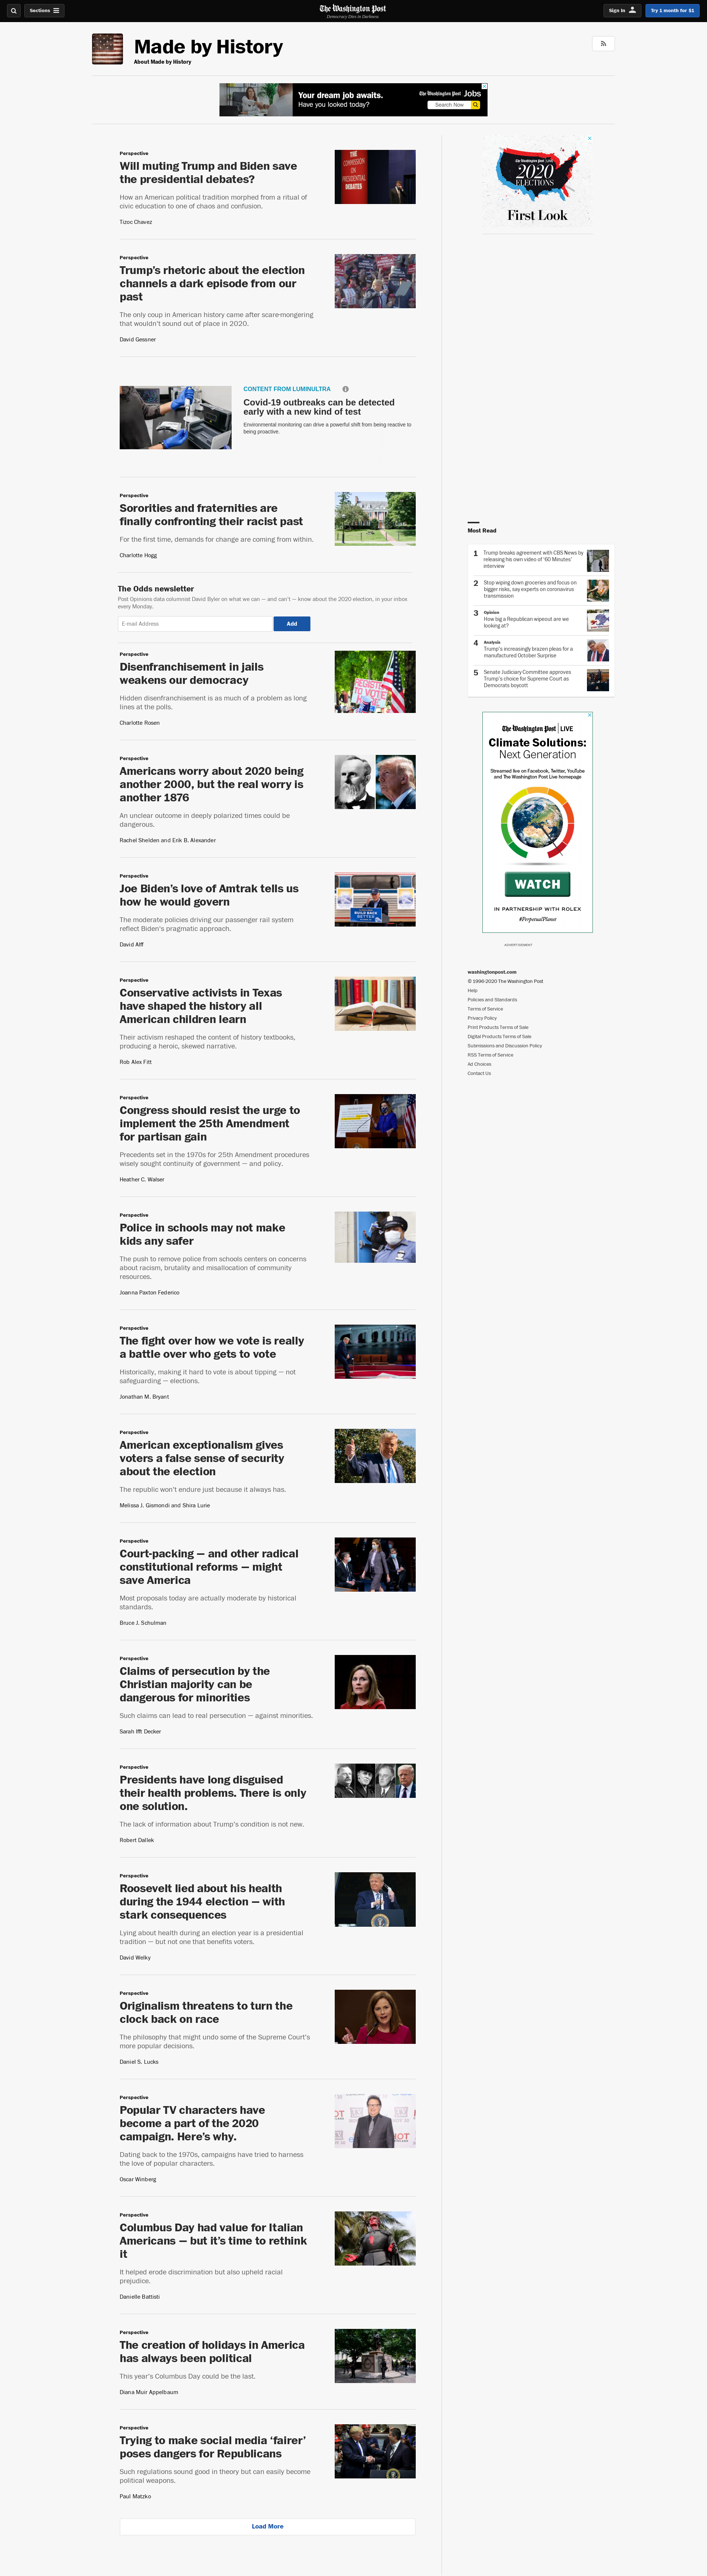 Sections
The Washington Post
Democracy Dies in Darkness
Sign In
Try 1 month for $1
Made by History
About Made by History
Your dream job awaits.
Have you looked today?
The Washington Post Jobs
Search Now
Perspective
Will muting Trump and Biden save
the presidential debates?
How an American political tradition morphed from a ritual of
civic education to one of chaos and confusion.
Tizoc Chavez
THE
COMMISSION
ON
PRESIDENTIAL
DEBATES
Perspective
Trump's rhetoric about the election
channels a dark episode from our
past
The only coup in American history came after scare-mongering
that wouldn't sound out of place in 2020.
David Gessner
CONTENT FROM LUMINULTRA
Covid-19 outbreaks can be detected
early with a new kind of test
Environmental monitoring can drive a powerful shift from being reactive to
being proactive.
Perspective
Sororities and fraternities are
finally confronting their racist past
For the first time, demands for change are coming from within.
Charlotte Hogg
The Odds newsletter
Post Opinions data columnist David Byler on what we can — and can't — know about the 2020 election, in your inbox
every Monday.
E-mail Address
Add
Perspective
Disenfranchisement in jails
weakens our democracy
Hidden disenfranchisement is as much of a problem as long
lines at the polls.
Charlotte Rosen
REGISTER
TO VOTE
HERE
Perspective
Americans worry about 2020 being
another 2000, but the real worry is
another 1876
An unclear outcome in deeply polarized times could be
dangerous.
Rachel Shelden and Erik B. Alexander
Perspective
Joe Biden's love of Amtrak tells us
how he would govern
The moderate policies driving our passenger rail system
reflect Biden's pragmatic approach.
David Alff
BUILD BACK
BETTER
Perspective
Conservative activists in Texas
have shaped the history all
American children learn
Their activism reshaped the content of history textbooks,
producing a heroic, skewed narrative.
Rob Alex Fitt
Perspective
Congress should resist the urge to
implement the 25th Amendment
for partisan gain
Precedents set in the 1970s for 25th Amendment procedures
wisely sought continuity of government — and policy.
Heather C. Walser
Perspective
Police in schools may not make
kids any safer
The push to remove police from schools centers on concerns
about racism, brutality and misallocation of community
resources.
Joanna Paxton Federico
Perspective
The fight over how we vote is really
a battle over who gets to vote
Historically, making it hard to vote is about tipping — not
safeguarding — elections.
Jonathan M. Bryant
Perspective
American exceptionalism gives
voters a false sense of security
about the election
The republic won't endure just because it always has.
Melissa J. Gismondi and Shira Lurie
Perspective
Court-packing — and other radical
constitutional reforms — might
save America
Most proposals today are actually moderate by historical
standards.
Bruce J. Schulman
Perspective
Claims of persecution by the
Christian majority can be
dangerous for minorities
Such claims can lead to real persecution — against minorities.
Sarah Ifft Decker
Perspective
Presidents have long disguised
their health problems. There is only
one solution.
The lack of information about Trump's condition is not new.
Robert Dallek
Perspective
Roosevelt lied about his health
during the 1944 election — with
stark consequences
Lying about health during an election year is a presidential
tradition — but not one that benefits voters.
David Welky
Perspective
Originalism threatens to turn the
clock back on race
The philosophy that might undo some of the Supreme Court's
more popular decisions.
Daniel S. Lucks
Perspective
Popular TV characters have
become a part of the 2020
campaign. Here's why.
Dating back to the 1970s, campaigns have tried to harness
the love of popular characters.
Oscar Winberg
Perspective
Columbus Day had value for Italian
Americans — but it's time to rethink
it
It helped erode discrimination but also upheld racial
prejudice.
Danielle Battisti
Perspective
The creation of holidays in America
has always been political
This year's Columbus Day could be the last.
Diana Muir Appelbaum
Perspective
Trying to make social media 'fairer'
poses dangers for Republicans
Such regulations sound good in theory but can easily become
political weapons.
Paul Matzko
Load More
The Washington Post LIVE
2020
ELECTIONS
First Look
Most Read
1
Trump breaks agreement with CBS News by
releasing his own video of '60 Minutes'
interview
2
Stop wiping down groceries and focus on
bigger risks, say experts on coronavirus
transmission
3
Opinion
How big a Republican wipeout are we
looking at?
4
Analysis
Trump's increasingly brazen pleas for a
manufactured October Surprise
5
Senate Judiciary Committee approves
Trump's choice for Supreme Court as
Democrats boycott
The Washington Post LIVE
Climate Solutions:
Next Generation
Streamed live on Facebook, Twitter, YouTube
and The Washington Post Live homepage
WATCH
IN PARTNERSHIP WITH ROLEX
#PerpetualPlanet
ADVERTISEMENT
washingtonpost.com
© 1996-2020 The Washington Post
Help
Policies and Standards
Terms of Service
Privacy Policy
Print Products Terms of Sale
Digital Products Terms of Sale
Submissions and Discussion Policy
RSS Terms of Service
Ad Choices
Contact Us